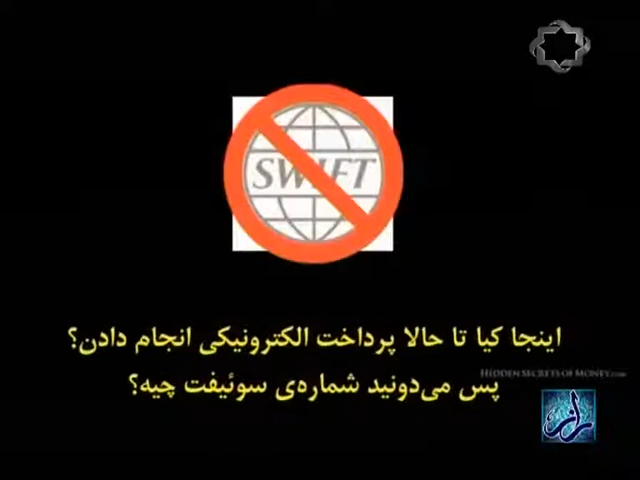 SWIFT
اینجا کیا تا حالا پرداخت الکترونیکی انجام دادن؟
HIDDEN SECRETS OF MONEY.com
پس می‌دونید شماره‌ی سوئیفت چیه؟
راز